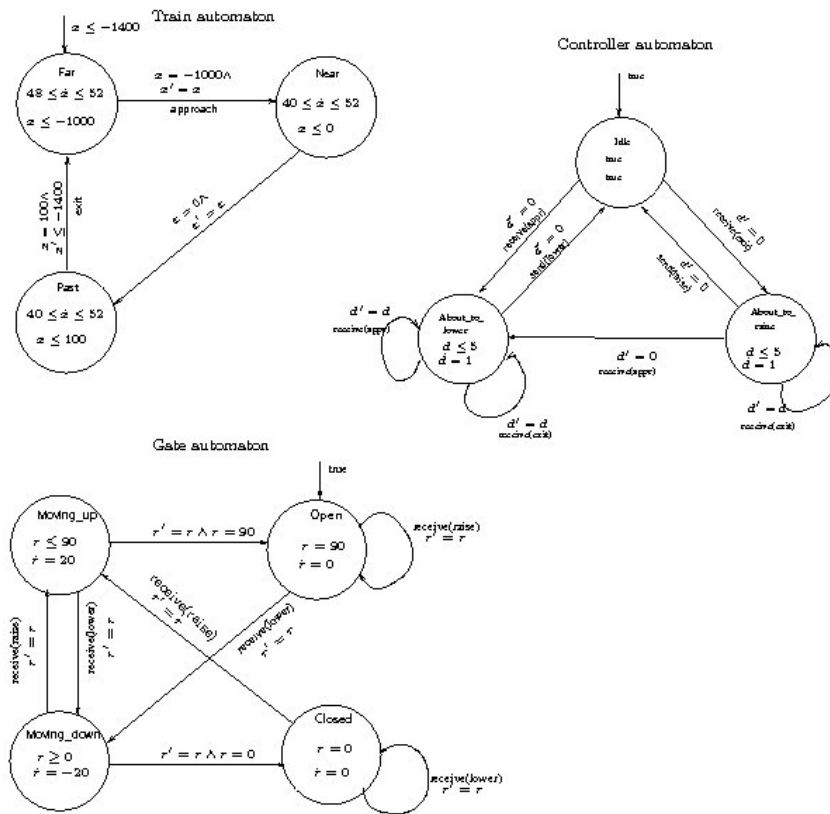 Train automaton
x ≤ −1400
Far
48 ≤ ẋ ≤ 52
x ≤ −1000
x = −1000∧
x′ = x
approach
Near
40 ≤ ẋ ≤ 52
x ≤ 0
x = 0∧
x′ = x
x = 100∧
x′ ≤ −1400
exit
Past
40 ≤ ẋ ≤ 52
x ≤ 100
Controller automaton
true
Idle
true
true
d′ = 0
receive(appr)
d′ = 0
send(lower)
d′ = 0
receive(exit)
d′ = 0
send(raise)
d′ = d
receive(appr)
About_to_
lower
d ≤ 5
ḋ = 1
d′ = 0
receive(appr)
About_to_
raise
d ≤ 5
ḋ = 1
d′ = d
receive(exit)
d′ = d
receive(exit)
Gate automaton
true
Moving_up
r ≤ 90
ṙ = 20
r′ = r ∧ r = 90
Open
r = 90
ṙ = 0
receive(raise)
r′ = r
receive(raise)
r′ = r
receive(lower)
r′ = r
receive(raise)
r′ = r
receive(lower)
r′ = r
Moving_down
r ≥ 0
ṙ = −20
r′ = r ∧ r = 0
Closed
r = 0
ṙ = 0
receive(lower)
r′ = r